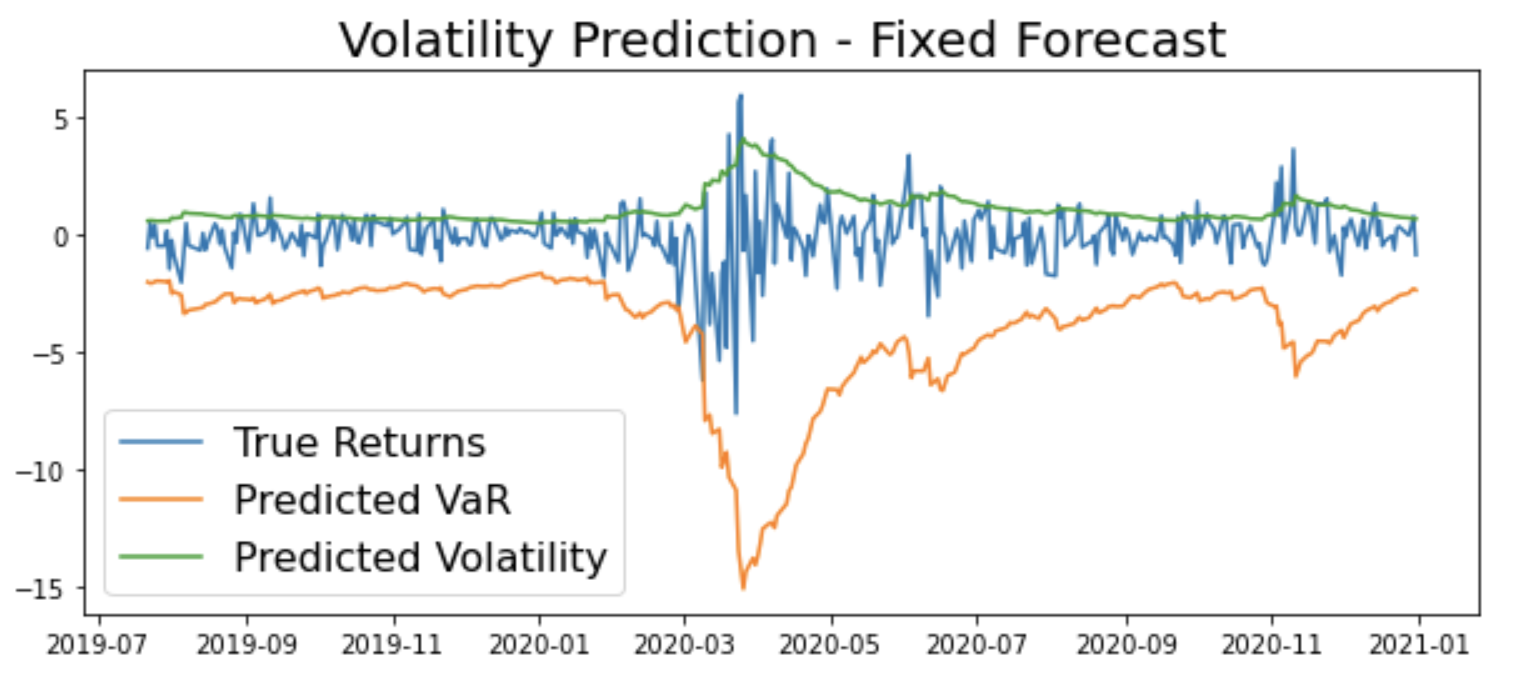 Volatility Prediction - Fixed Forecast
5
0
−5
−10
−15
True Returns
Predicted VaR
Predicted Volatility
2019-07 2019-09 2019-11 2020-01 2020-03 2020-05 2020-07 2020-09 2020-11 2021-01